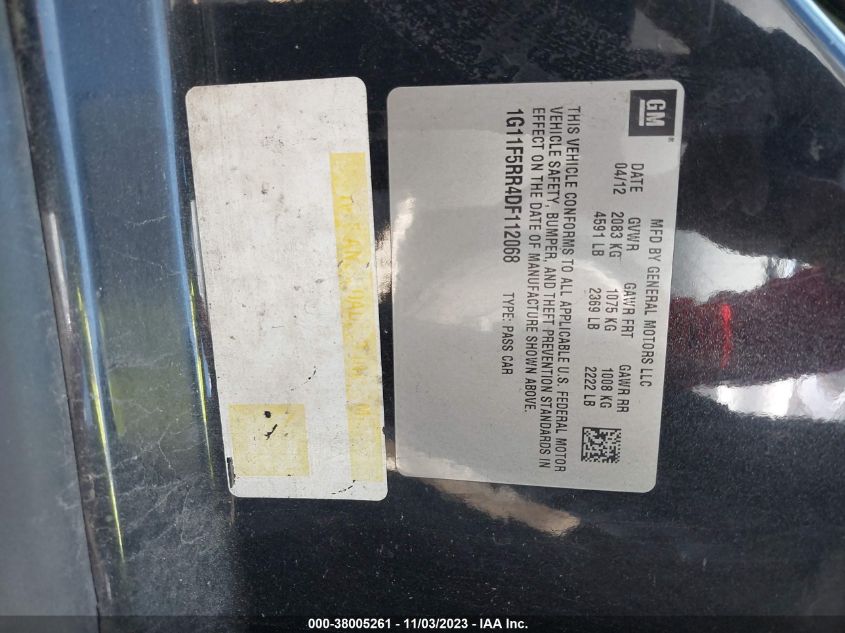 GM
®
MFD BY GENERAL MOTORS LLC
DATE GVWR GAWR FRT GAWR RR
04/12 2083 KG 1075 KG 1008 KG
4591 LB 2369 LB 2222 LB
THIS VEHICLE CONFORMS TO ALL APPLICABLE U.S. FEDERAL MOTOR
VEHICLE SAFETY, BUMPER, AND THEFT PREVENTION STANDARDS IN
EFFECT ON THE DATE OF MANUFACTURE SHOWN ABOVE.
1G11F5RR4DF112068 TYPE: PASS CAR
000-38005261 - 11/03/2023 - IAA Inc.